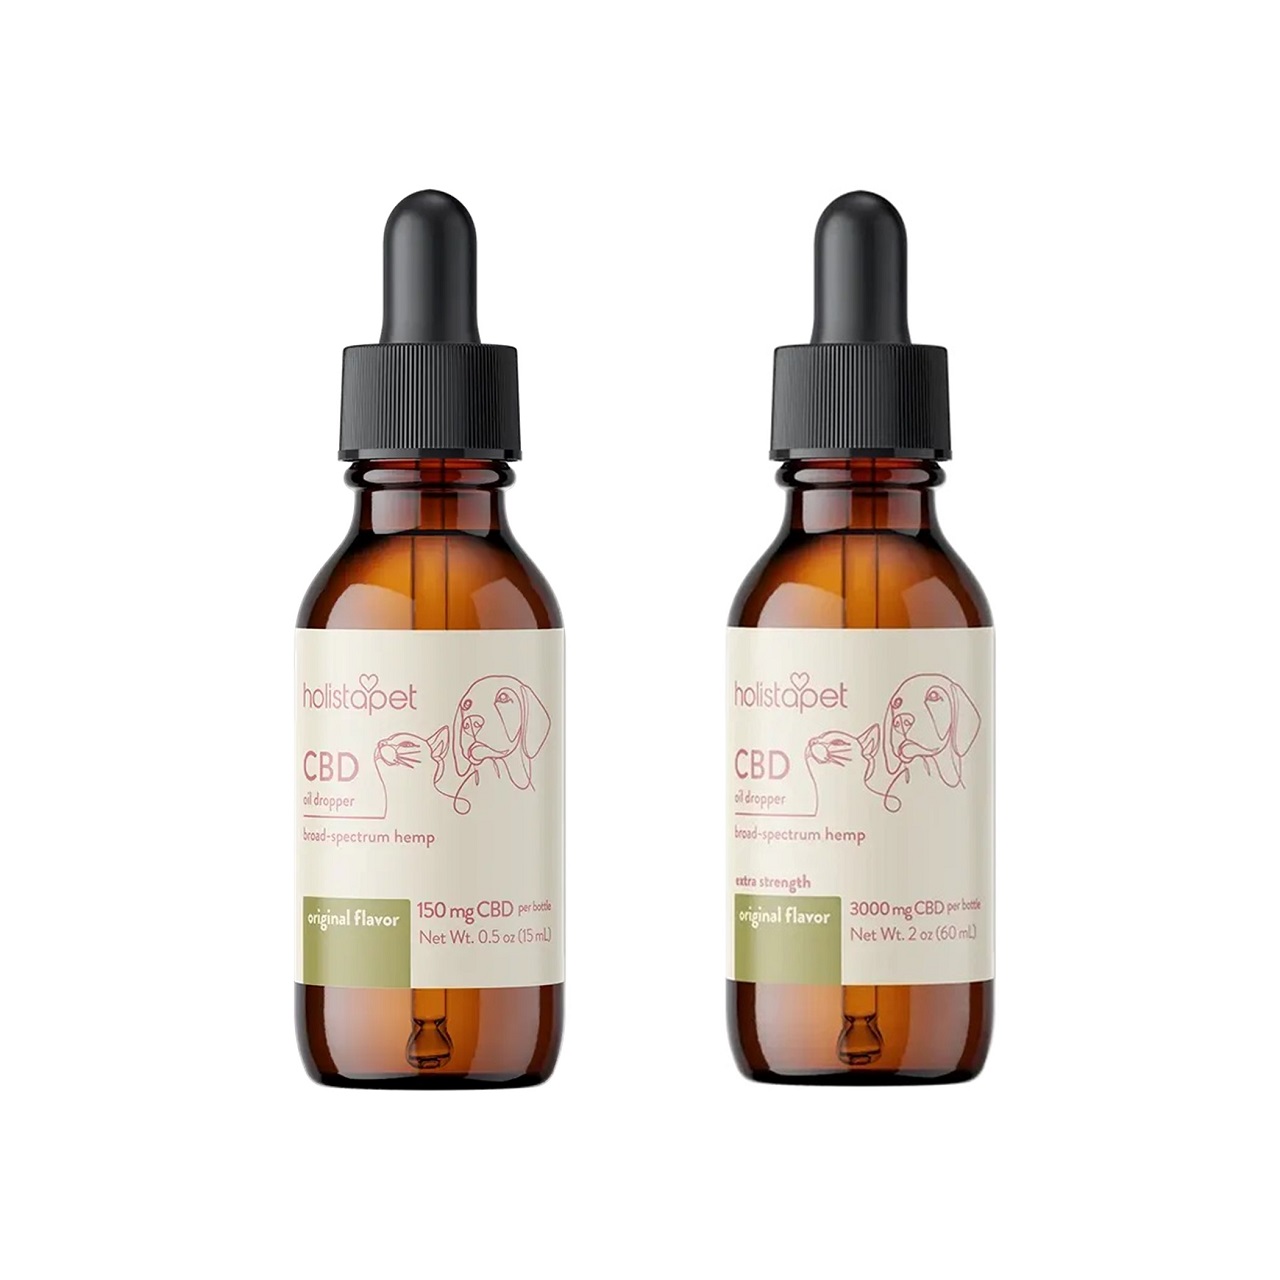 holistapet
CBD
oil dropper
broad-spectrum hemp
original flavor
150 mg CBD per bottle
Net Wt. 0.5 oz (15 mL)
holistapet
CBD
oil dropper
broad-spectrum hemp
extra strength
original flavor
3000 mg CBD per bottle
Net Wt. 2 oz (60 mL)